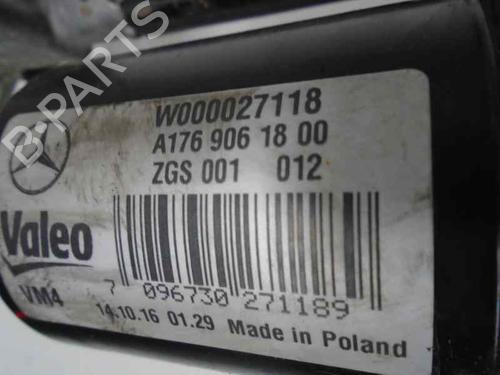 B-PARTS
W000027118
A176 906 18 00
ZGS 001 012
Valeo
VM4
7 096730 271189
14.10.16 01.29 Made in Poland